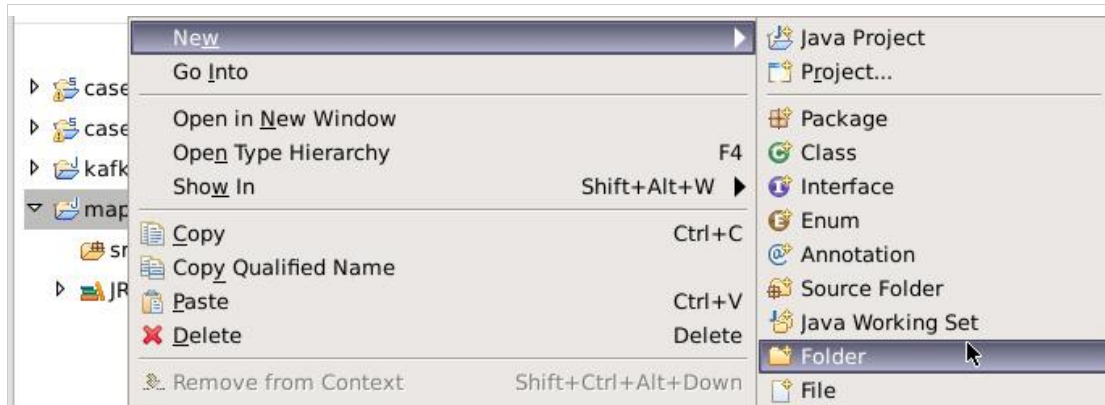 case
case
kafk
map
sr
JR
New
Go Into
Open in New Window
Open Type Hierarchy F4
Show In Shift+Alt+W
Copy Ctrl+C
Copy Qualified Name
Paste Ctrl+V
Delete Delete
Remove from Context Shift+Ctrl+Alt+Down
Java Project
Project...
Package
Class
Interface
Enum
Annotation
Source Folder
Java Working Set
Folder
File